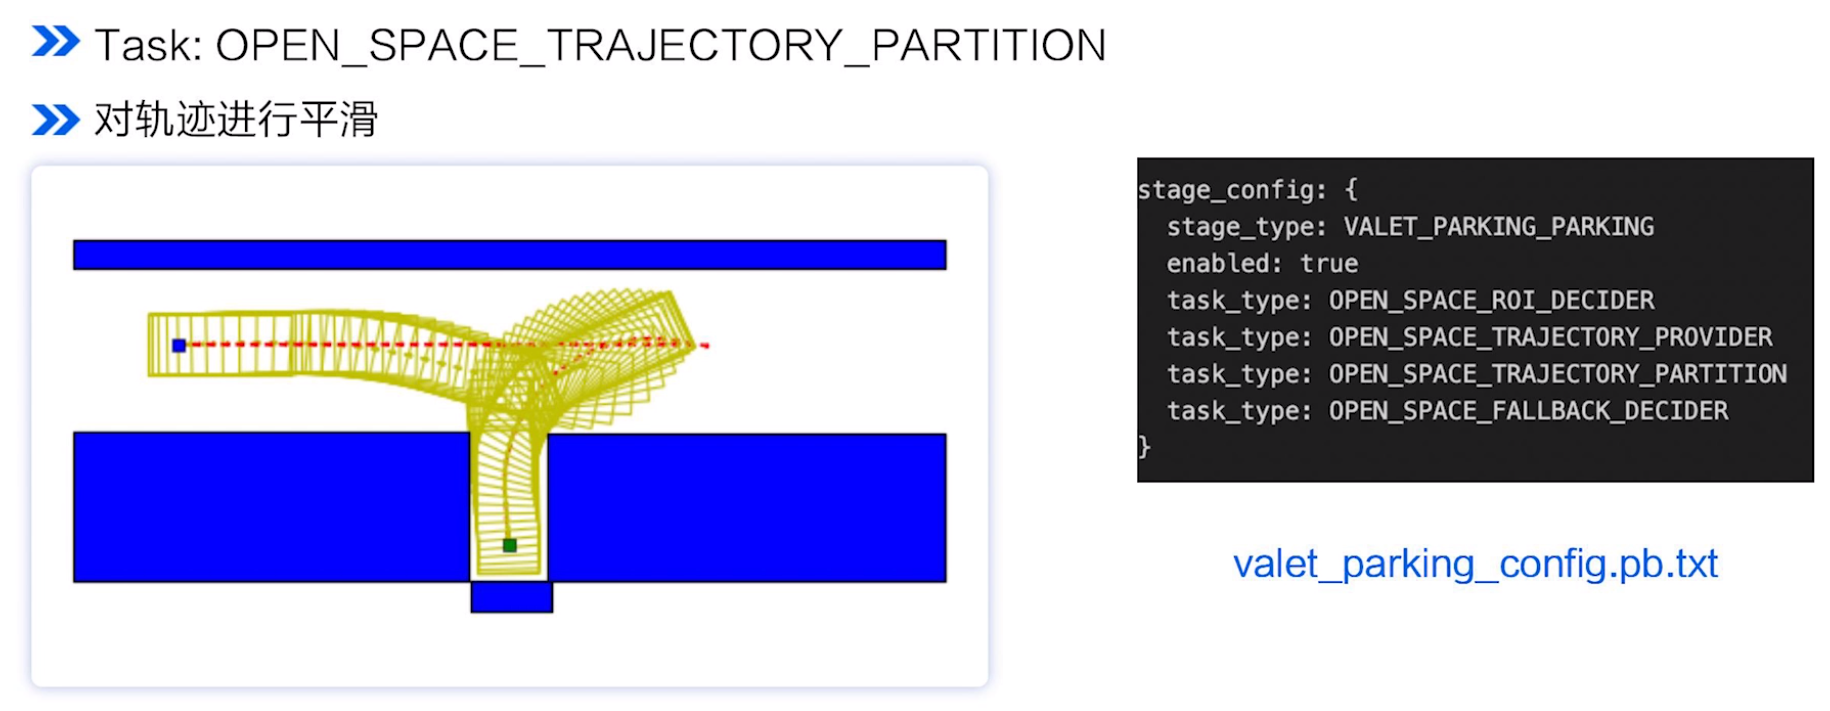 Task: OPEN_SPACE_TRAJECTORY_PARTITION
对轨迹进行平滑
stage_config: {
stage_type: VALET_PARKING_PARKING
enabled: true
task_type: OPEN_SPACE_ROI_DECIDER
task_type: OPEN_SPACE_TRAJECTORY_PROVIDER
task_type: OPEN_SPACE_TRAJECTORY_PARTITION
task_type: OPEN_SPACE_FALLBACK_DECIDER
}
valet_parking_config.pb.txt